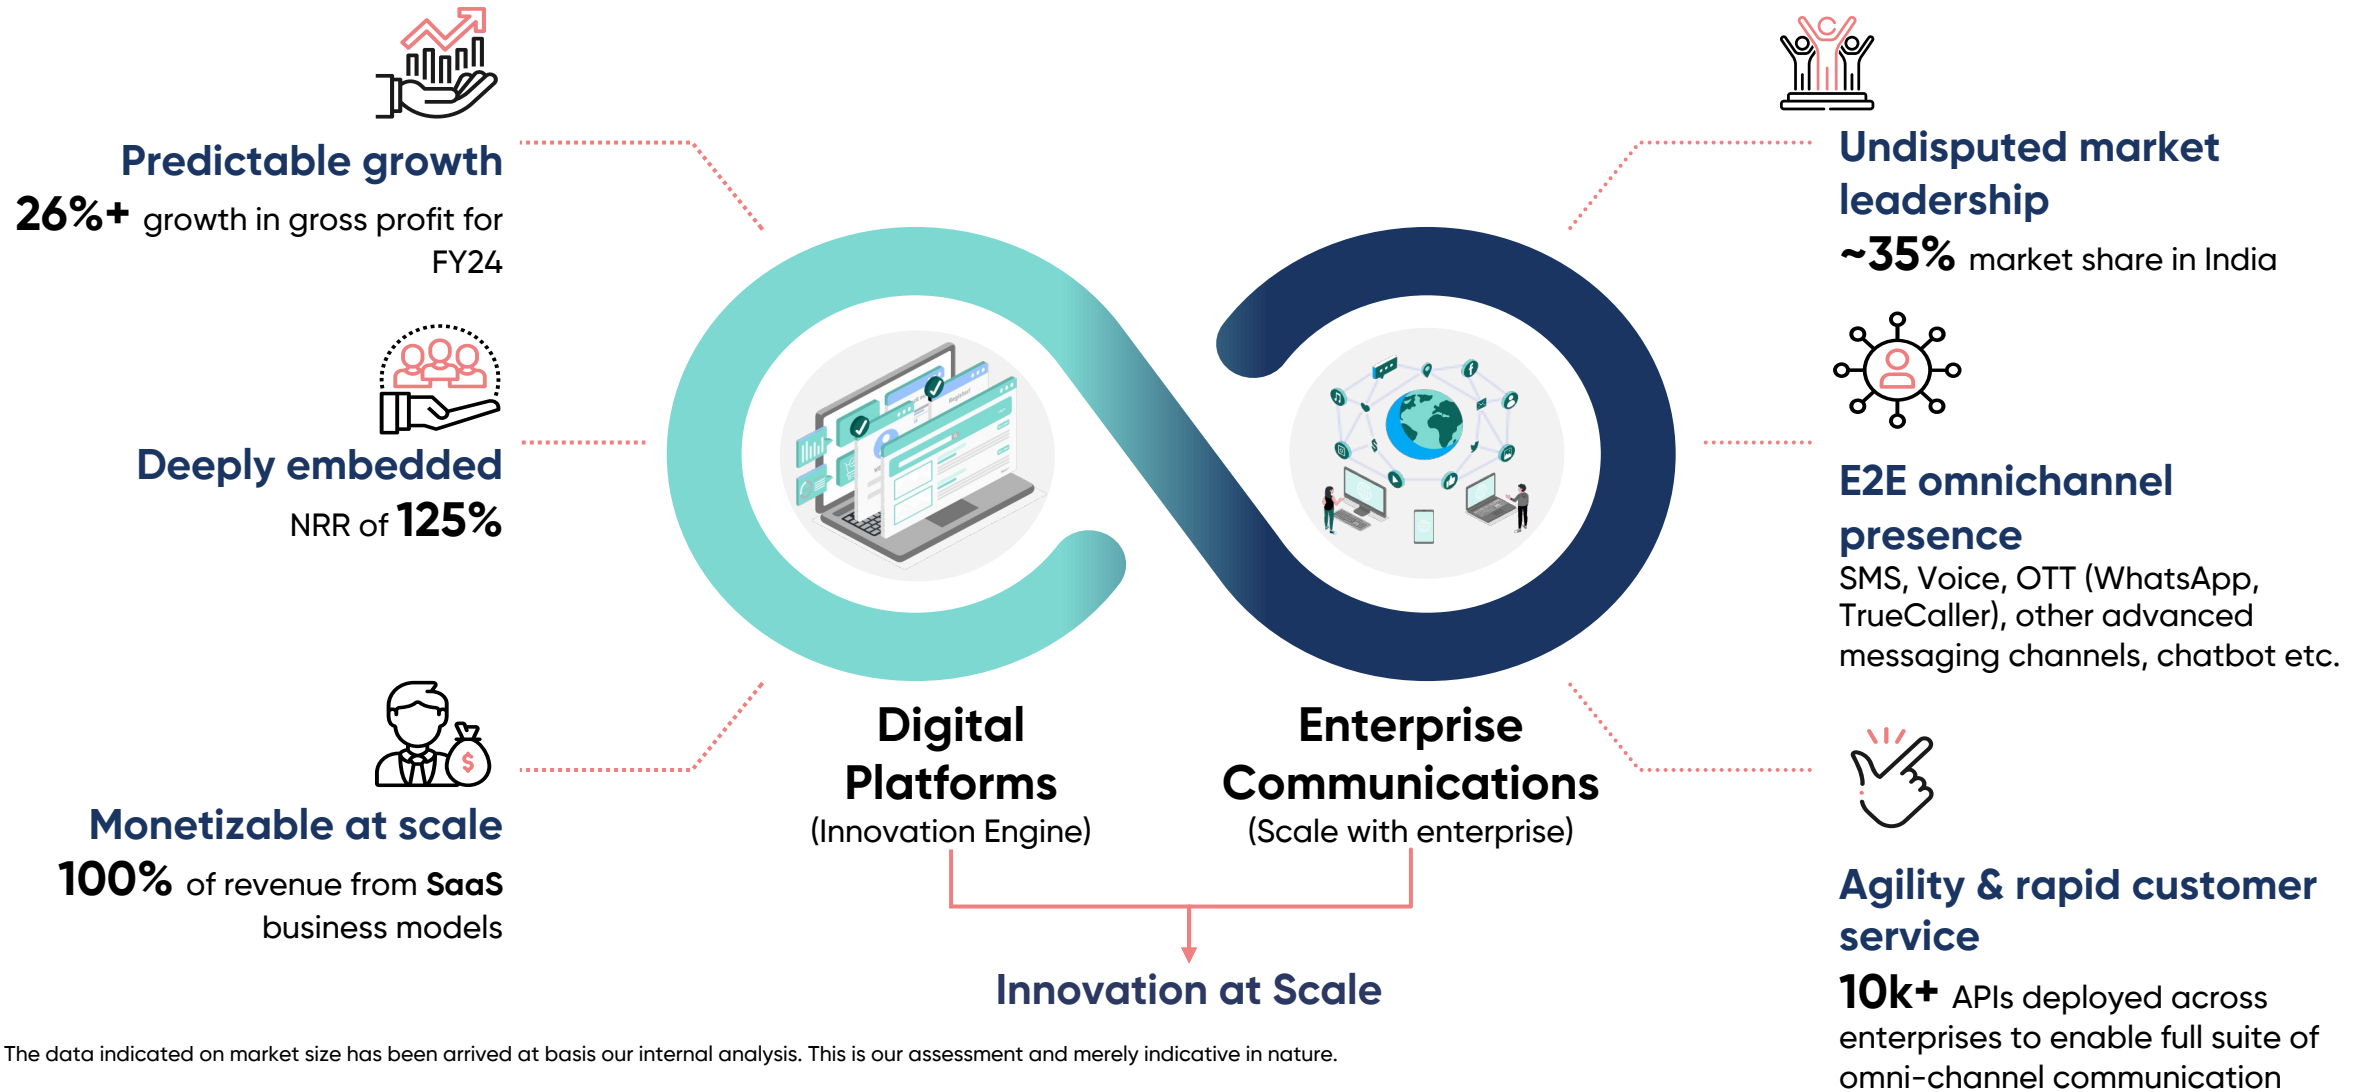 Predictable growth
26%+ growth in gross profit for
FY24
Deeply embedded
NRR of 125%
Monetizable at scale
100% of revenue from SaaS
business models
Digital
Platforms
(Innovation Engine)
Enterprise
Communications
(Scale with enterprise)
Innovation at Scale
Undisputed market
leadership
~35% market share in India
E2E omnichannel
presence
SMS, Voice, OTT (WhatsApp,
TrueCaller), other advanced
messaging channels, chatbot etc.
Agility & rapid customer
service
10k+ APIs deployed across
enterprises to enable full suite of
omni-channel communication
The data indicated on market size has been arrived at basis our internal analysis. This is our assessment and merely indicative in nature.